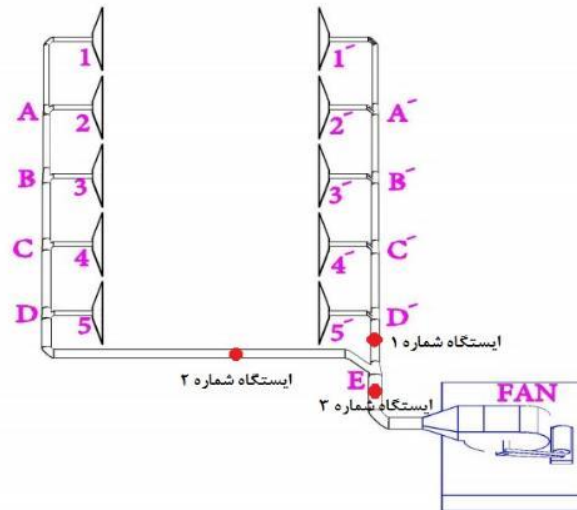 1 1-
A 2 2- A-
B 3 3- B-
C 4 4- C-
D 5 5- D-
ایستگاه شماره ۱
ایستگاه شماره ۲
E
ایستگاه شماره ۳
FAN